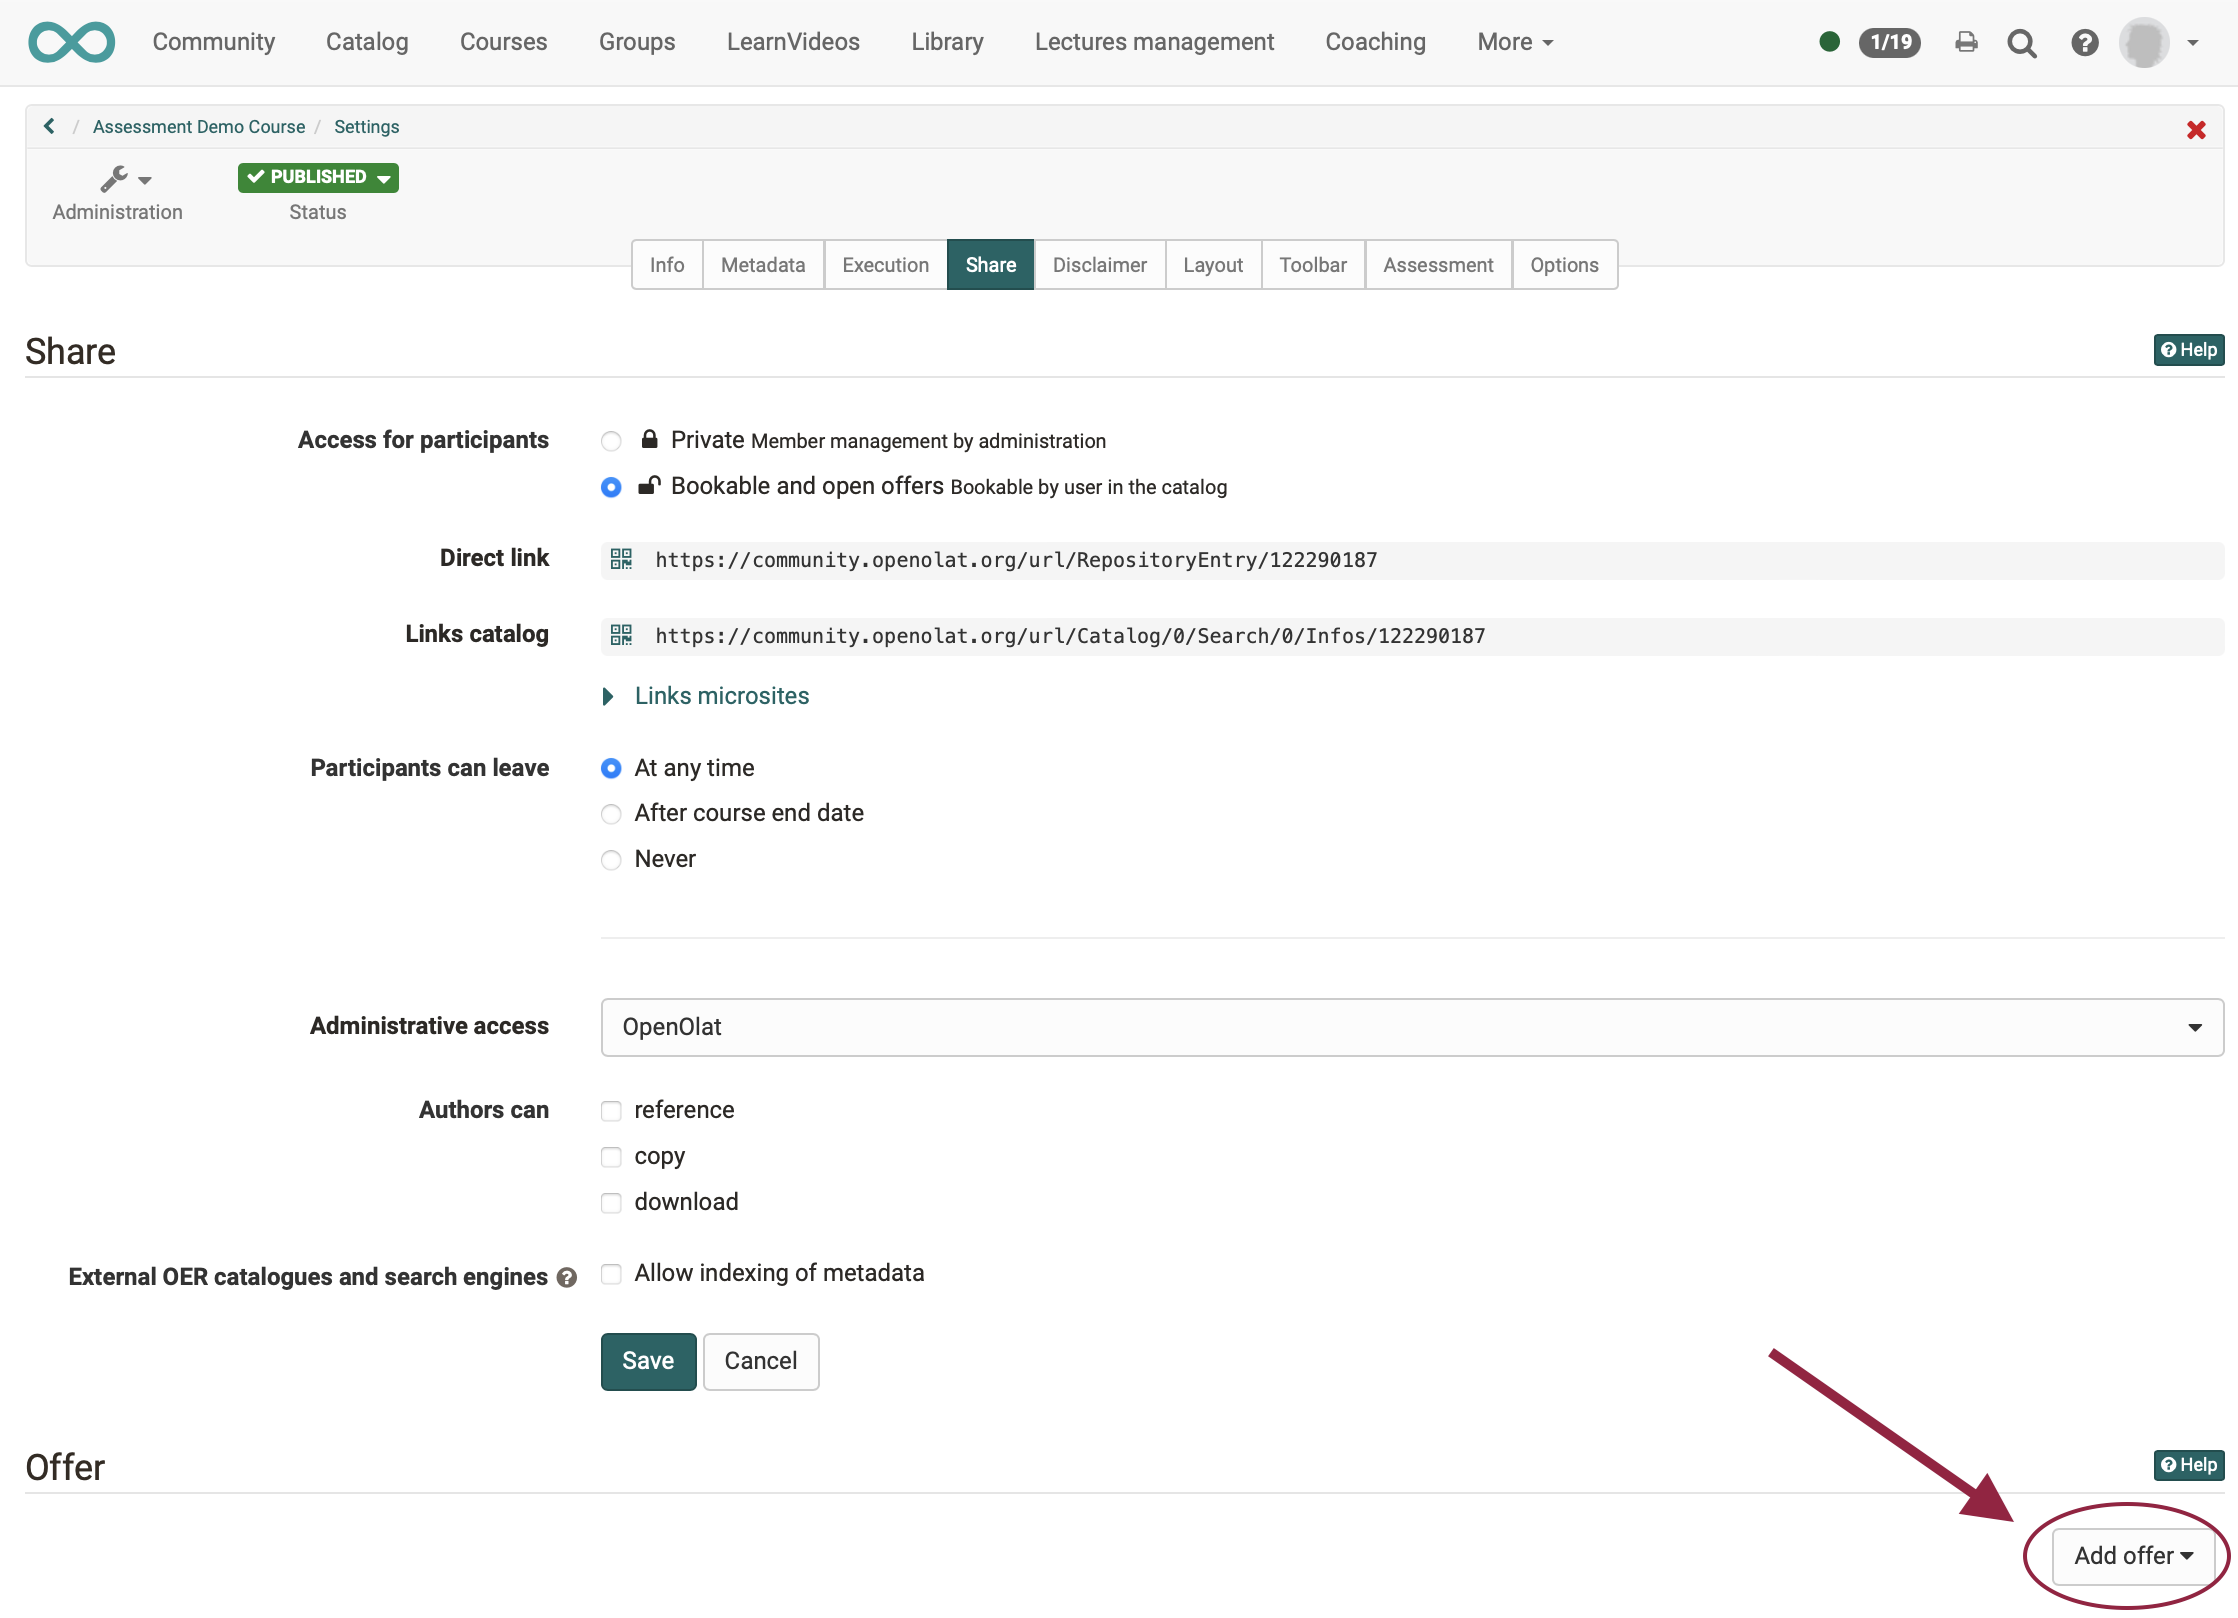 Community Catalog Courses Groups LearnVideos Library Lectures management Coaching More 1/19
/ Assessment Demo Course / Settings
PUBLISHED
Administration Status
Info Metadata Execution Share Disclaimer Layout Toolbar Assessment Options
Share Help
Access for participants Private Member management by administration
Bookable and open offers Bookable by user in the catalog
Direct link https://community.openolat.org/url/RepositoryEntry/122290187
Links catalog https://community.openolat.org/url/Catalog/0/Search/0/Infos/122290187
Links microsites
Participants can leave At any time
After course end date
Never
Administrative access OpenOlat
Authors can reference
copy
download
External OER catalogues and search engines Allow indexing of metadata
Save Cancel
Offer Help
Add offer